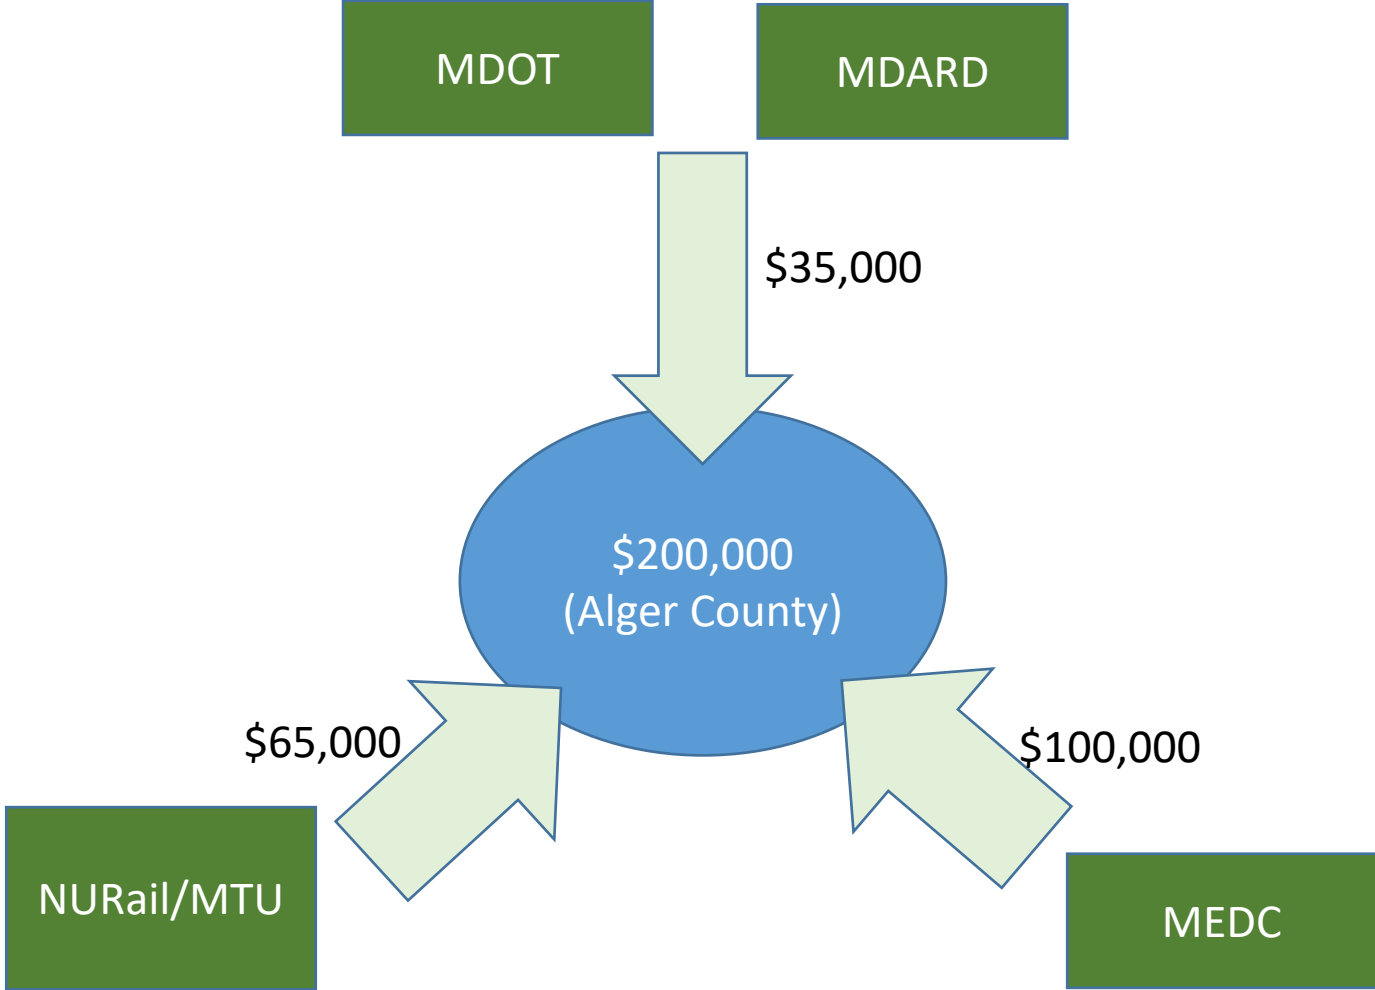 MDOT
MDARD
$35,000
$200,000
(Alger County)
$65,000
$100,000
NURail/MTU
MEDC